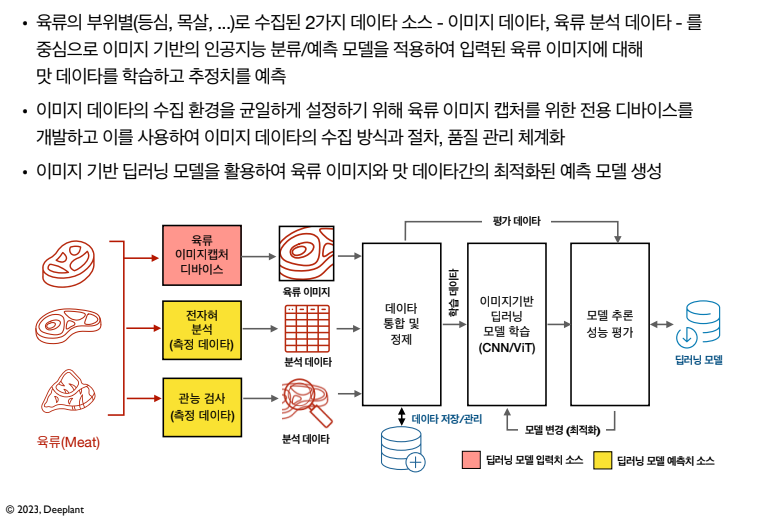 • 육류의 부위별(등심, 목살, ...)로 수집된 2가지 데이타 소스 - 이미지 데이타, 육류 분석 데이타 - 를
중심으로 이미지 기반의 인공지능 분류/예측 모델을 적용하여 입력된 육류 이미지에 대해
맛 데이타를 학습하고 추정치를 예측
• 이미지 데이타의 수집 환경을 균일하게 설정하기 위해 육류 이미지 캡처를 위한 전용 디바이스를
개발하고 이를 사용하여 이미지 데이타의 수집 방식과 절차, 품질 관리 체계화
• 이미지 기반 딥러닝 모델을 활용하여 육류 이미지와 맛 데이타간의 최적화된 예측 모델 생성
평가 데이타
육류
이미지캡처
디바이스
육류 이미지
전자혀
분석
(측정 데이타)
분석 데이타
관능 검사
(측정 데이타)
분석 데이타
육류(Meat)
데이타
통합 및
정제
학습 데이타
이미지기반
딥러닝
모델 학습
(CNN/ViT)
모델 추론
성능 평가
딥러닝 모델
데이타 저장/관리
모델 변경 (최적화)
딥러닝 모델 입력치 소스
딥러닝 모델 예측치 소스
© 2023, Deeplant